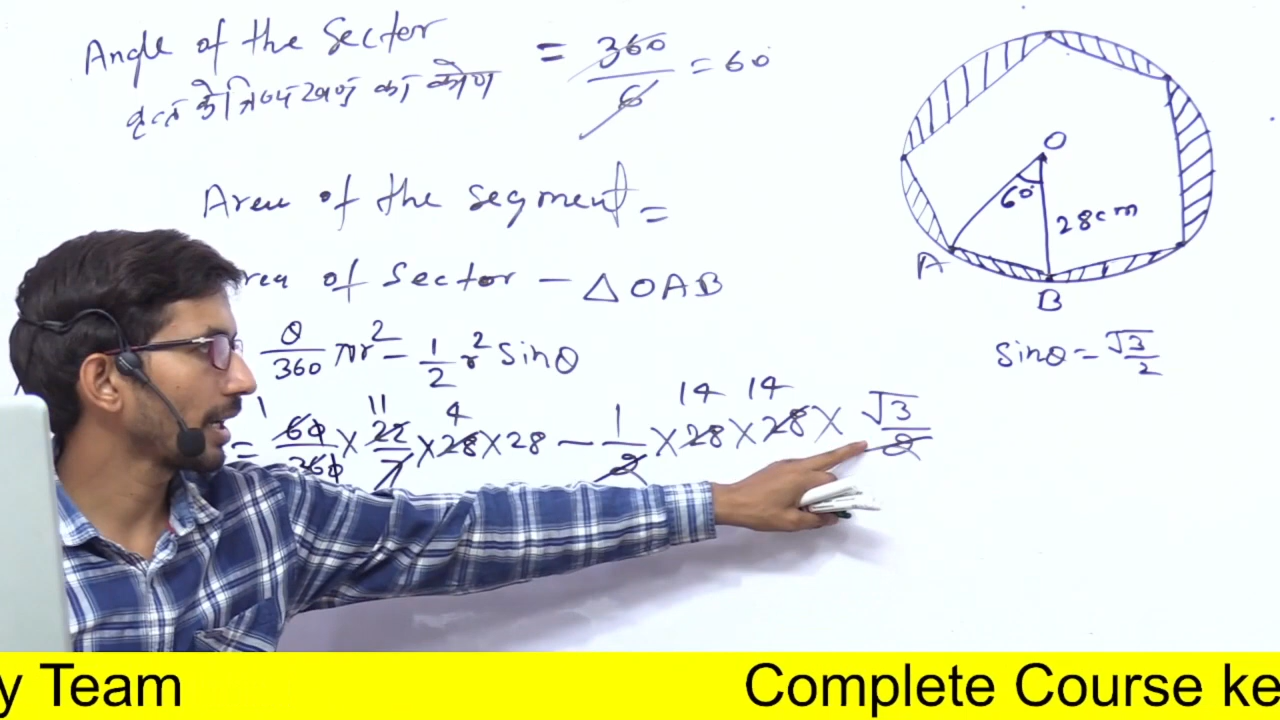 Angle of the Sector = 360/6 = 60°
वृत्त के त्रिज्य खण्ड का कोण
Area of the segment =
rea of Sector - △OAB
θ/360 πr² - 1/2 r² Sinθ
= 60/360 × 22/7 × 28 × 28 - 1/2 × 28 × 28 × √3/2
1 11 4 14 14
O
60°
28cm
A
B
Sinθ = √3/2
y Team
Complete Course ke